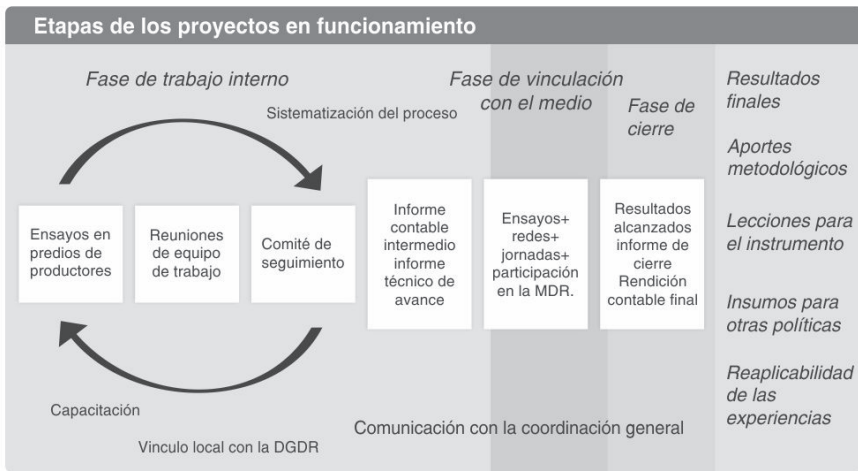 Etapas de los proyectos en funcionamiento
Fase de trabajo interno
Sistematización del proceso
Ensayos en
predios de
productores
Reuniones
de equipo
de trabajo
Comité de
seguimiento
Capacitación
Vinculo local con la DGDR
Informe
contable
intermedio
informe
técnico de
avance
Fase de vinculación
con el medio
Ensayos+
redes+
jornadas+
participación
en la MDR.
Fase de
cierre
Resultados
alcanzados
informe de
cierre
Rendición
contable final
Comunicación con la coordinación general
Resultados
finales
Aportes
metodológicos
Lecciones para
el instrumento
Insumos para
otras políticas
Reaplicabilidad
de las
experiencias